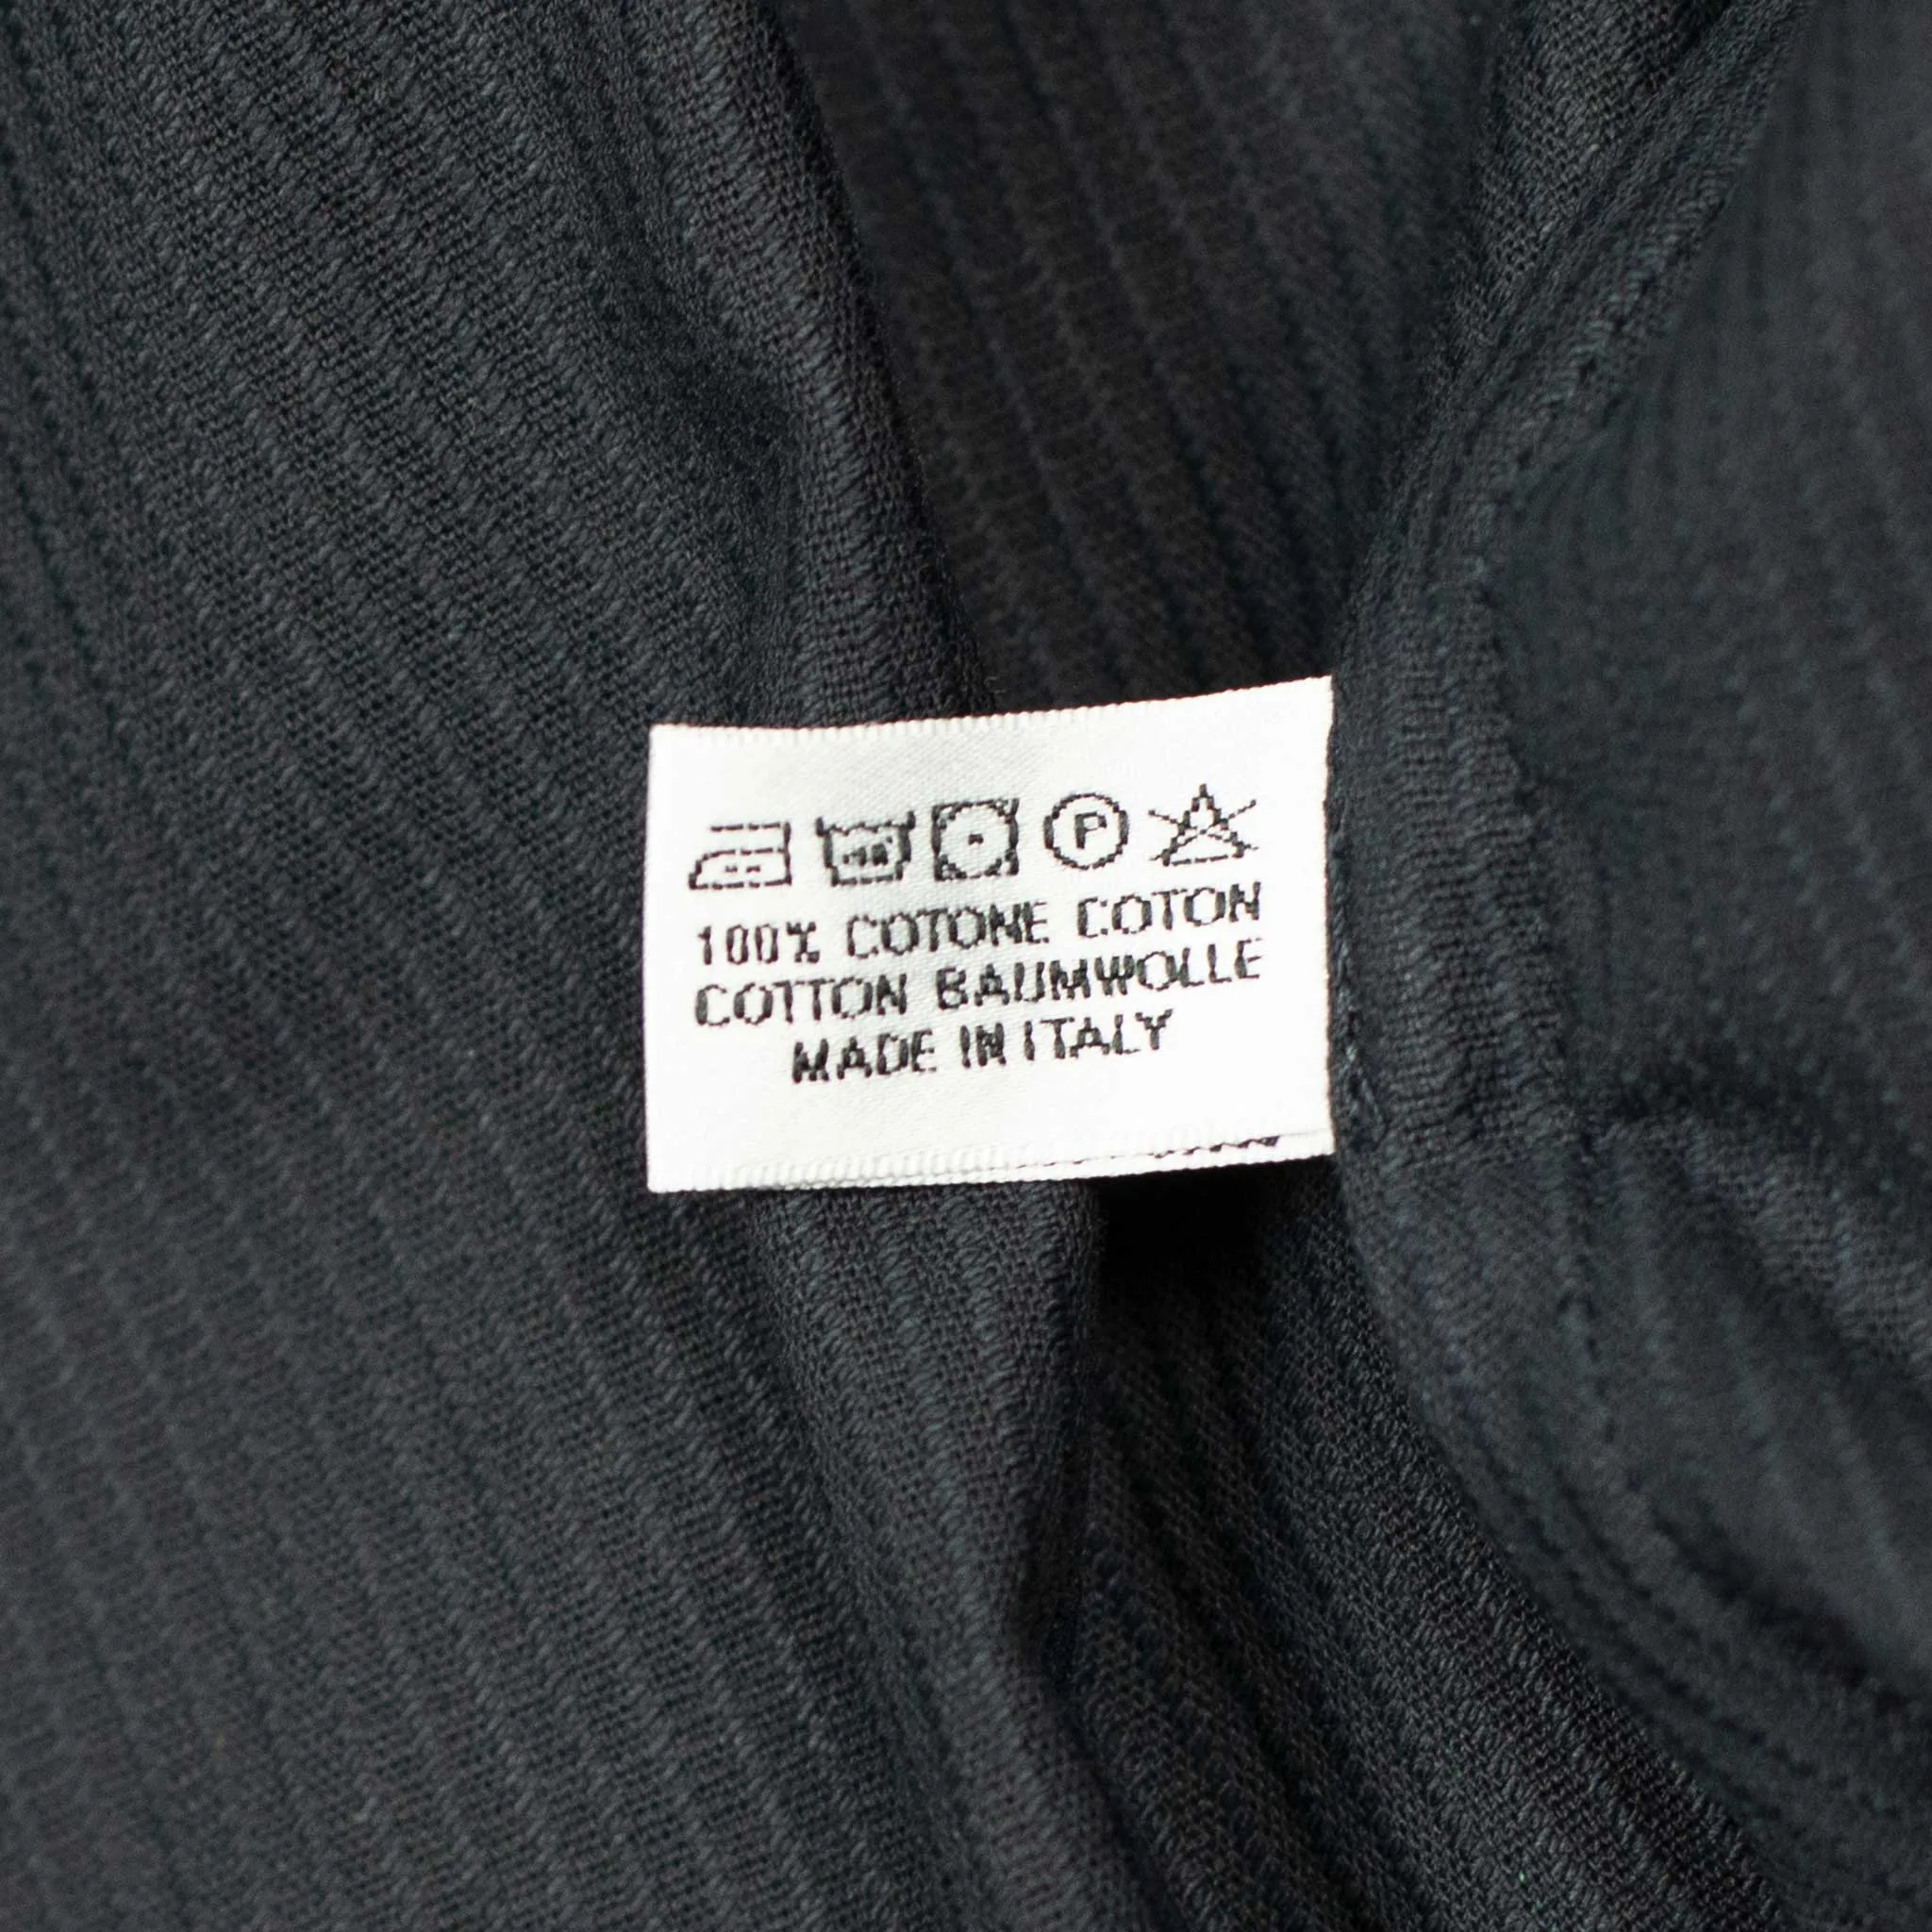 P
100% COTONE COTON
COTTON BAUMWOLLE
MADE IN ITALY